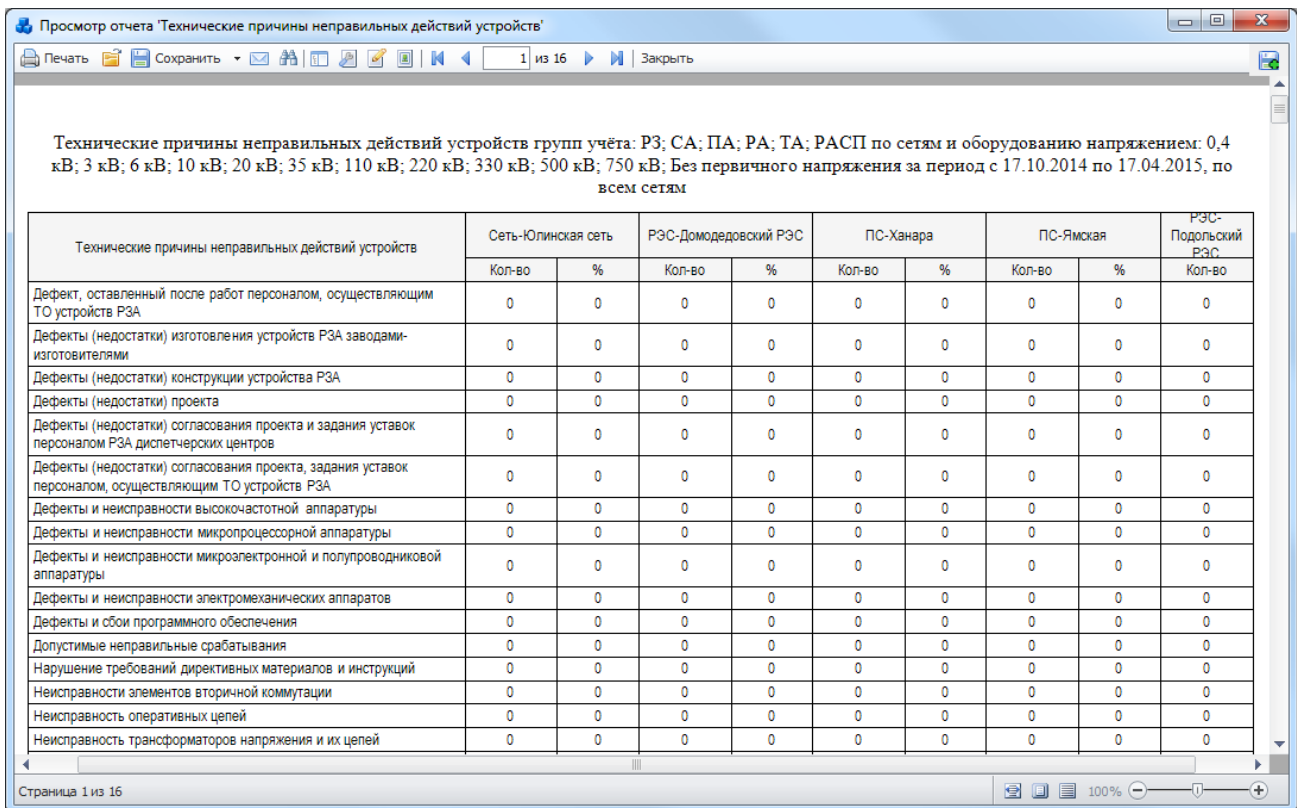 Просмотр отчета 'Технические причины неправильных действий устройств'
Печать Сохранить 1 из 16 Закрыть
Технические причины неправильных действий устройств групп учёта: РЗ; СА; ПА; РА; ТА; РАСП по сетям и оборудованию напряжением: 0,4
кВ; 3 кВ; 6 кВ; 10 кВ; 20 кВ; 35 кВ; 110 кВ; 220 кВ; 330 кВ; 500 кВ; 750 кВ; Без первичного напряжения за период с 17.10.2014 по 17.04.2015, по
всем сетям
Технические причины неправильных действий устройств
Сеть-Юлинская сеть РЭС-Домодедовский РЭС ПС-Ханара ПС-Ямская
РЭС-
Подольский
РЭС
Кол-во % Кол-во % Кол-во % Кол-во % Кол-во
Дефект, оставленный после работ персоналом, осуществляющим
ТО устройств РЗА
0 0 0 0 0 0 0 0 0
Дефекты (недостатки) изготовления устройств РЗА заводами-
изготовителями
0 0 0 0 0 0 0 0 0
Дефекты (недостатки) конструкции устройства РЗА 0 0 0 0 0 0 0 0 0
Дефекты (недостатки) проекта 0 0 0 0 0 0 0 0 0
Дефекты (недостатки) согласования проекта и задания уставок
персоналом РЗА диспетчерских центров
0 0 0 0 0 0 0 0 0
Дефекты (недостатки) согласования проекта, задания уставок
персоналом, осуществляющим ТО устройств РЗА
0 0 0 0 0 0 0 0 0
Дефекты и неисправности высокочастотной аппаратуры 0 0 0 0 0 0 0 0 0
Дефекты и неисправности микропроцессорной аппаратуры 0 0 0 0 0 0 0 0 0
Дефекты и неисправности микроэлектронной и полупроводниковой
аппаратуры
0 0 0 0 0 0 0 0 0
Дефекты и неисправности электромеханических аппаратов 0 0 0 0 0 0 0 0 0
Дефекты и сбои программного обеспечения 0 0 0 0 0 0 0 0 0
Допустимые неправильные срабатывания 0 0 0 0 0 0 0 0 0
Нарушение требований директивных материалов и инструкций 0 0 0 0 0 0 0 0 0
Неисправности элементов вторичной коммутации 0 0 0 0 0 0 0 0 0
Неисправность оперативных цепей 0 0 0 0 0 0 0 0 0
Неисправность трансформаторов напряжения и их цепей 0 0 0 0 0 0 0 0 0
Страница 1 из 16 100%